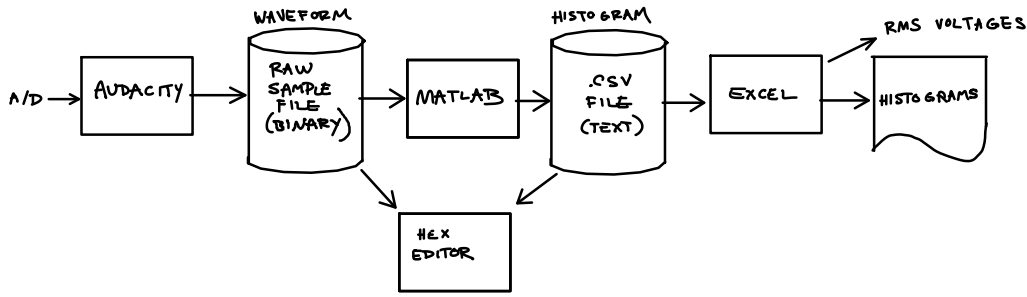 WAVEFORM
HISTOGRAM
RMS VOLTAGES
A/D
AUDACITY
RAW
SAMPLE
FILE
(BINARY)
MATLAB
.CSV
FILE
(TEXT)
EXCEL
HISTOGRAMS
HEX
EDITOR